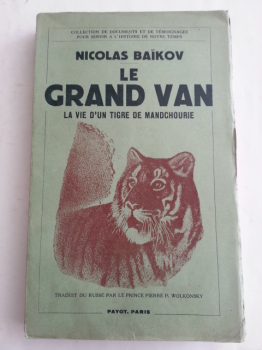 COLLECTION DE DOCUMENTS ET DE TÉMOIGNAGES
POUR SERVIR A L'HISTOIRE DE NOTRE TEMPS
NICOLAS BAÏKOV
LE
GRAND VAN
LA VIE D'UN TIGRE DE MANDCHOURIE
TRADUIT DU RUSSE PAR LE PRINCE PIERRE P. WOLKONSKY
PAYOT, PARIS